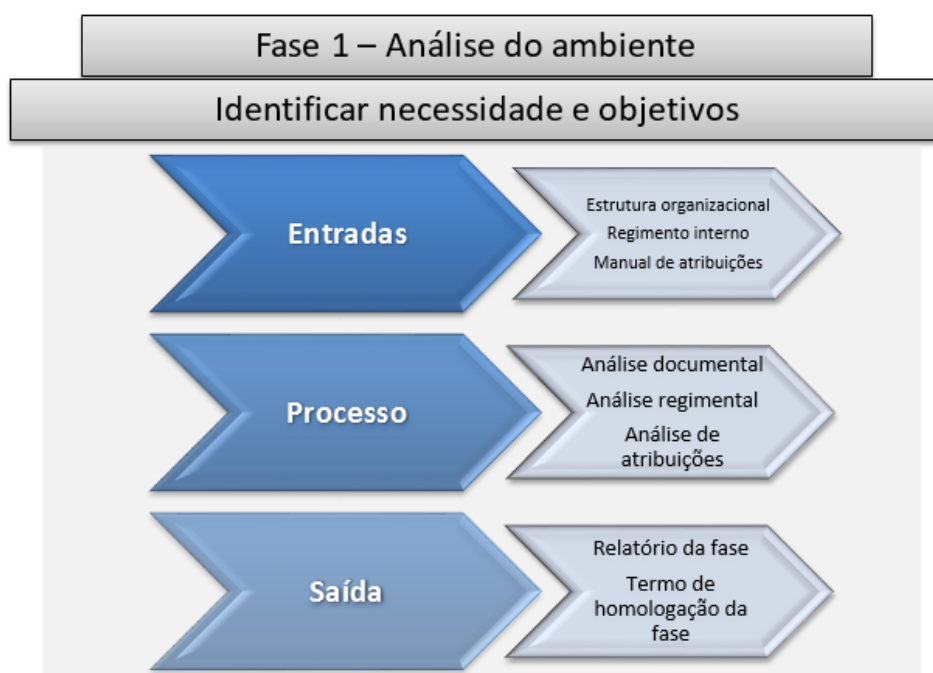 Fase 1 – Análise do ambiente
Identificar necessidade e objetivos
Entradas
Estrutura organizacional
Regimento interno
Manual de atribuições
Processo
Análise documental
Análise regimental
Análise de
atribuições
Saída
Relatório da fase
Termo de
homologação da
fase